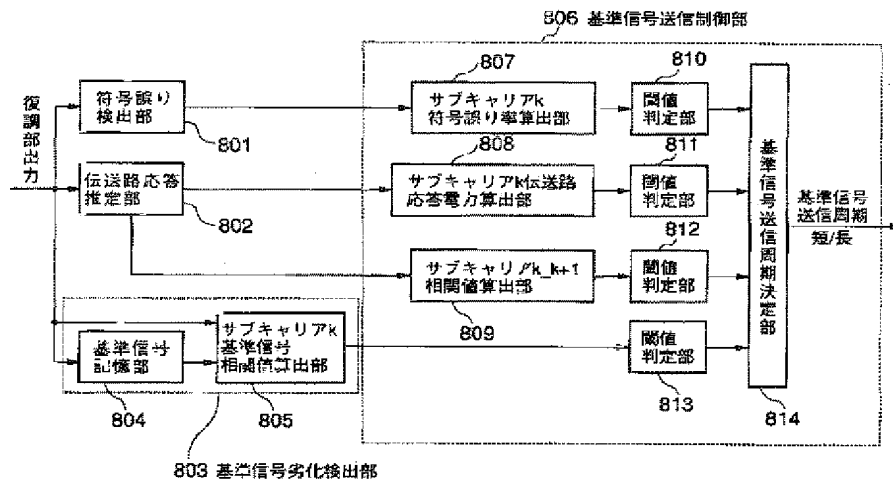 806 基準信号送信制御部
807
810
符号誤り
検出部
サブキャリアk
符号誤り率算出部
閾値
判定部
復調部出力
801
808
811
伝送路応答
推定部
サブキャリアk伝送路
応答電力算出部
閾値
判定部
基準信号送信周期決定部
基準信号
送信周期
短/長
802
812
サブキャリアk_k+1
相関値算出部
閾値
判定部
サブキャリアk
基準信号
相関値算出部
809
基準信号
記憶部
閾値
判定部
804
805
813
814
803 基準信号劣化検出部